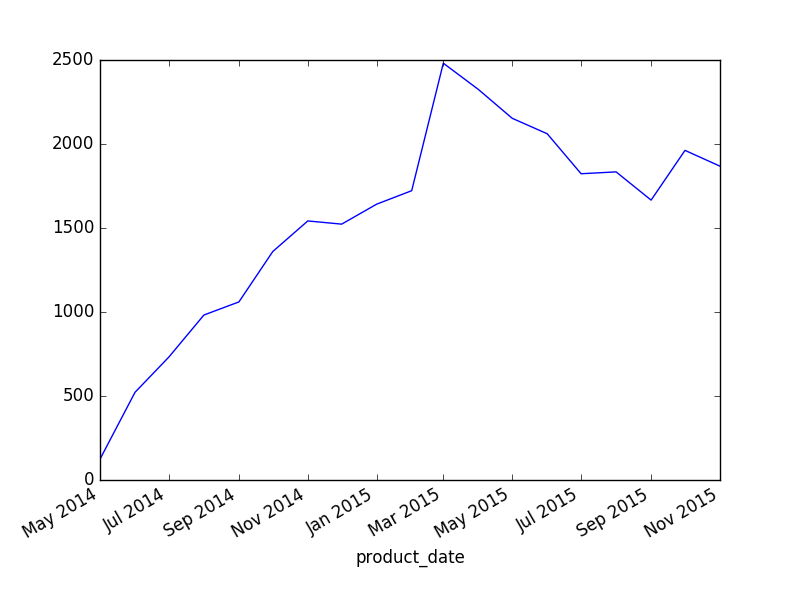 2500
2000
1500
1000
500
0
May 2014
Jul 2014
Sep 2014
Nov 2014
Jan 2015
Mar 2015
May 2015
Jul 2015
Sep 2015
Nov 2015
product_date